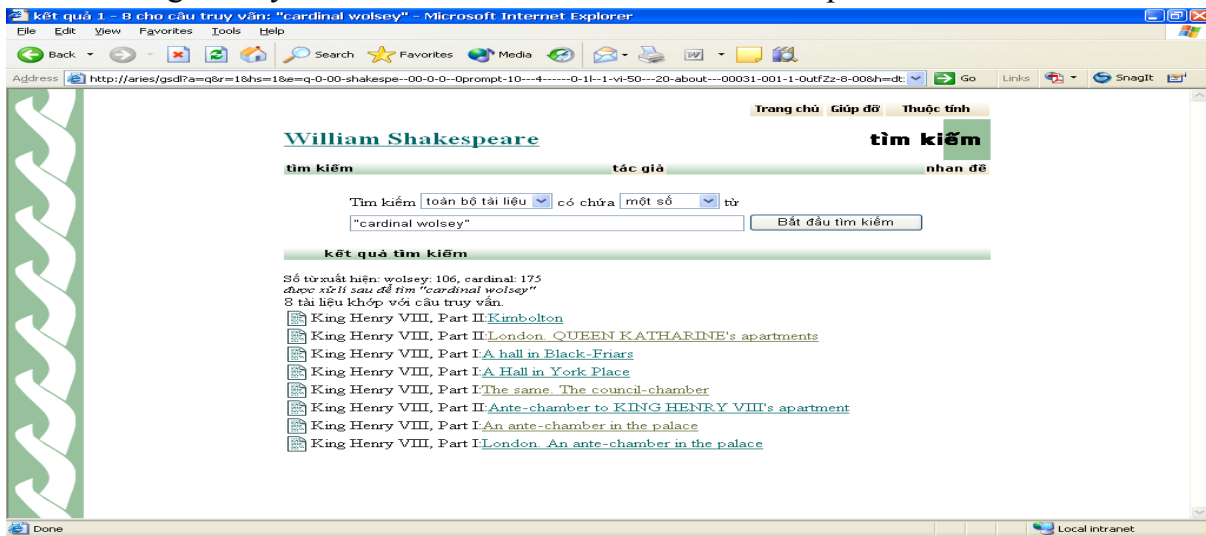 kết quả 1 - 8 cho câu truy vấn: "cardinal wolsey" - Microsoft Internet Explorer
File Edit View Favorites Tools Help
Back Search Favorites Media
Address http://aries/gsdl?a=q&r=1&hs=1&e=q-0-00-shakespe--00-0-0--0prompt-10---4------0-1l--1-vi-50---20-about---00031-001-1-0utfZz-8-00&h=dt: Go Links SnagIt
Trang chủ Giúp đỡ Thuộc tính
William Shakespeare tìm kiếm
tìm kiếm tác giả nhan đề
Tìm kiếm toàn bộ tài liệu có chứa một số từ
"cardinal wolsey" Bắt đầu tìm kiếm
kết quả tìm kiếm
Số từ xuất hiện: wolsey: 106, cardinal: 175
được xử lí sau để tìm "cardinal wolsey"
8 tài liệu khớp với câu truy vấn.
King Henry VIII, Part II:Kimbolton
King Henry VIII, Part II:London. QUEEN KATHARINE's apartments
King Henry VIII, Part I:A hall in Black-Friars
King Henry VIII, Part I:A Hall in York Place
King Henry VIII, Part I:The same. The council-chamber
King Henry VIII, Part II:Ante-chamber to KING HENRY VIII's apartment
King Henry VIII, Part I:An ante-chamber in the palace
King Henry VIII, Part I:London. An ante-chamber in the palace
Done Local intranet